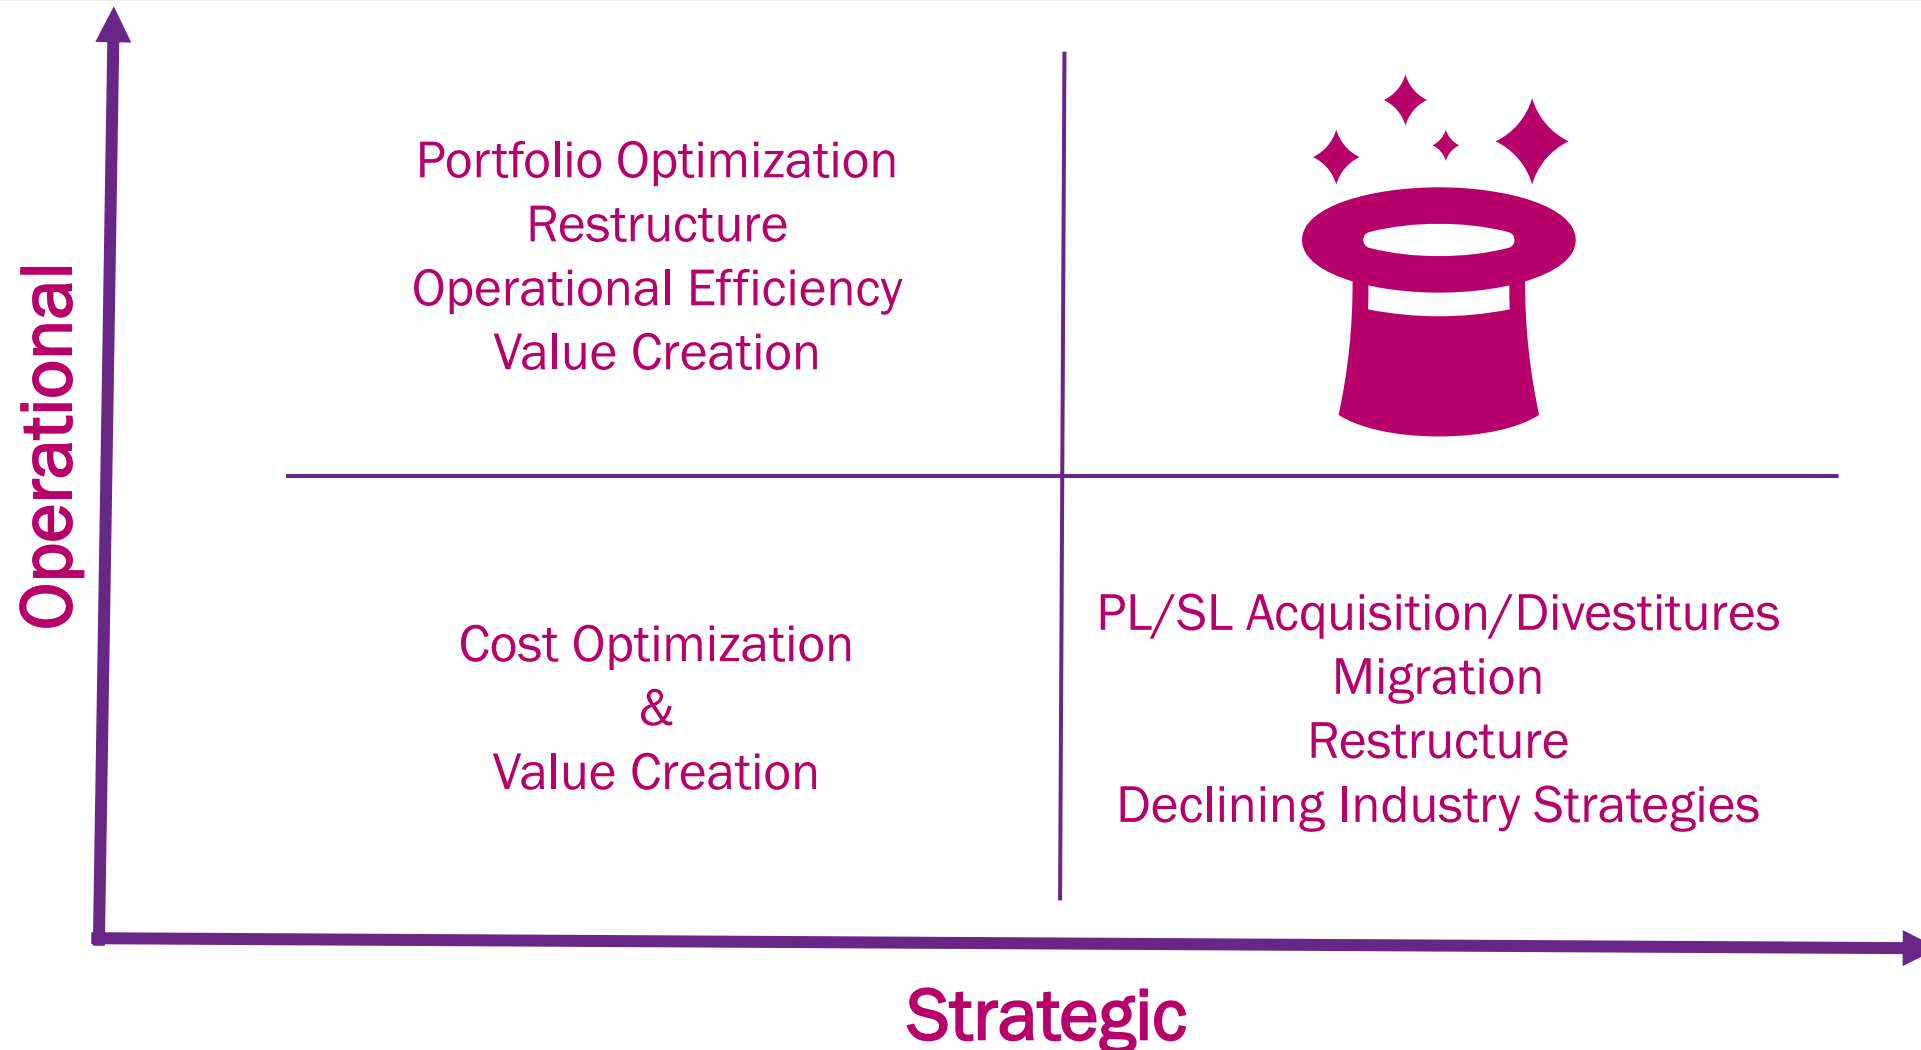 Operational
Portfolio Optimization
Restructure
Operational Efficiency
Value Creation
Cost Optimization
&
Value Creation
PL/SL Acquisition/Divestitures
Migration
Restructure
Declining Industry Strategies
Strategic